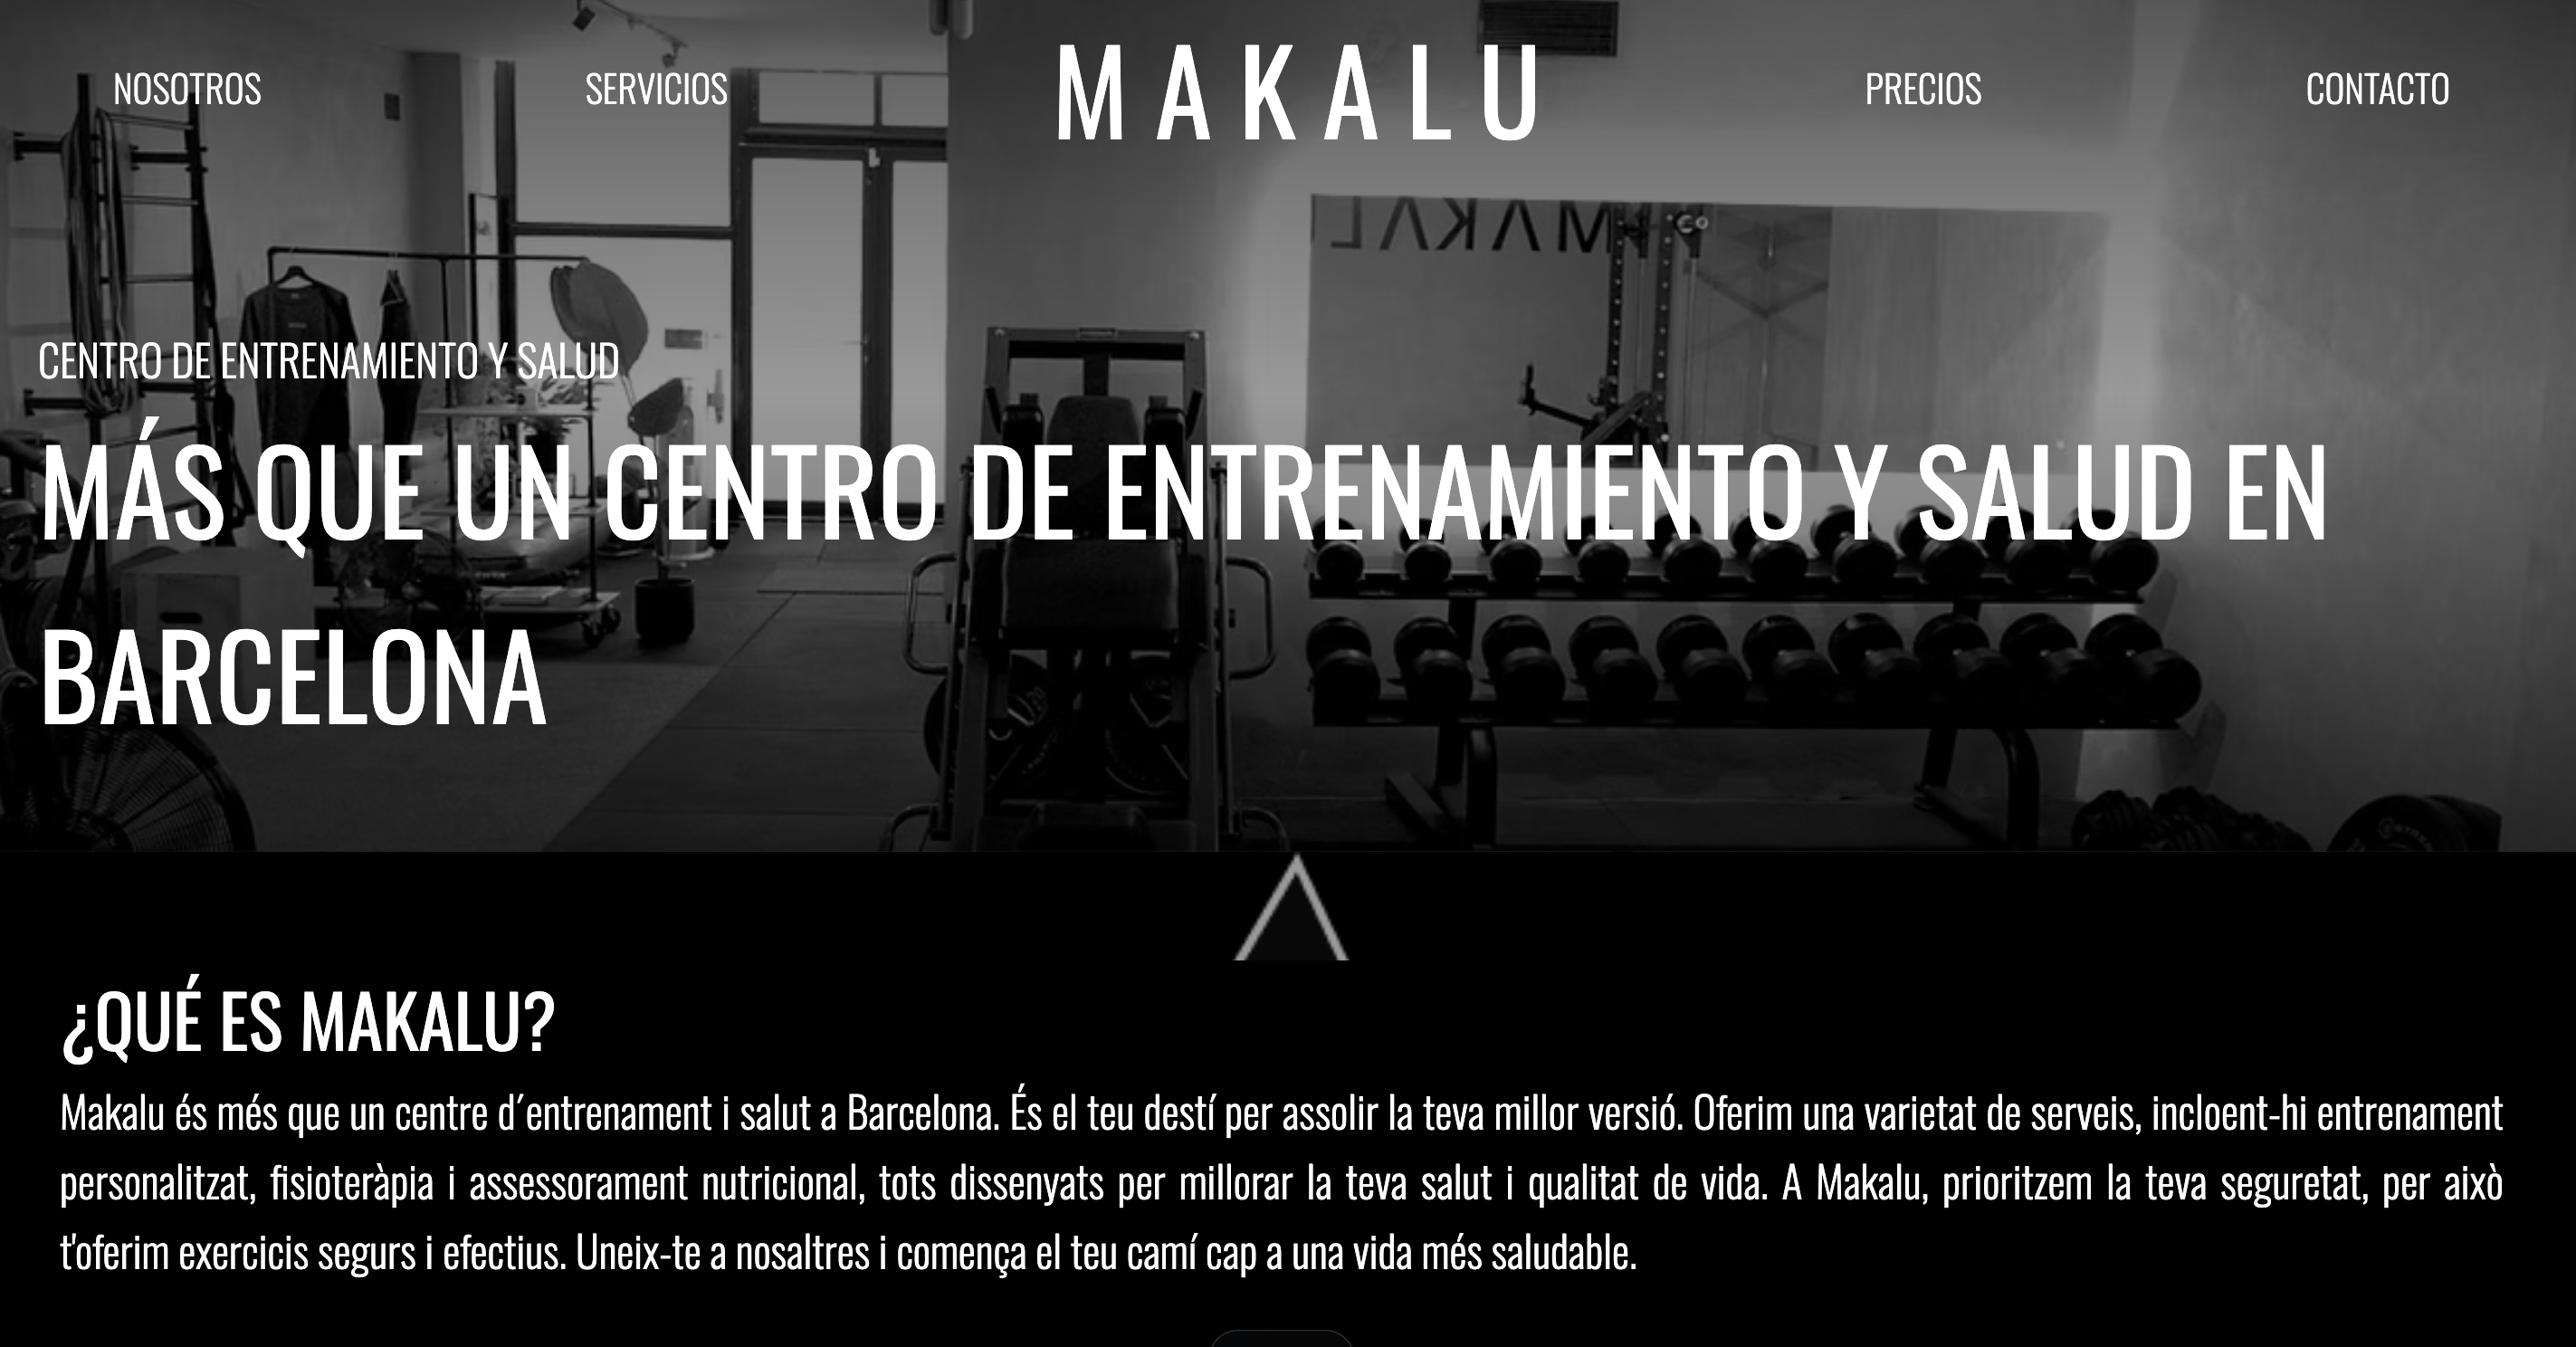 NOSOTROS SERVICIOS MAKALU PRECIOS CONTACTO
MAKAL
CENTRO DE ENTRENAMIENTO Y SALUD
MÁS QUE UN CENTRO DE ENTRENAMIENTO Y SALUD EN
BARCELONA
¿QUÉ ES MAKALU?
Makalu és més que un centre d´entrenament i salut a Barcelona. És el teu destí per assolir la teva millor versió. Oferim una varietat de serveis, incloent-hi entrenament
personalitzat, fisioteràpia i assessorament nutricional, tots dissenyats per millorar la teva salut i qualitat de vida. A Makalu, prioritzem la teva seguretat, per això
t'oferim exercicis segurs i efectius. Uneix-te a nosaltres i comença el teu camí cap a una vida més saludable.